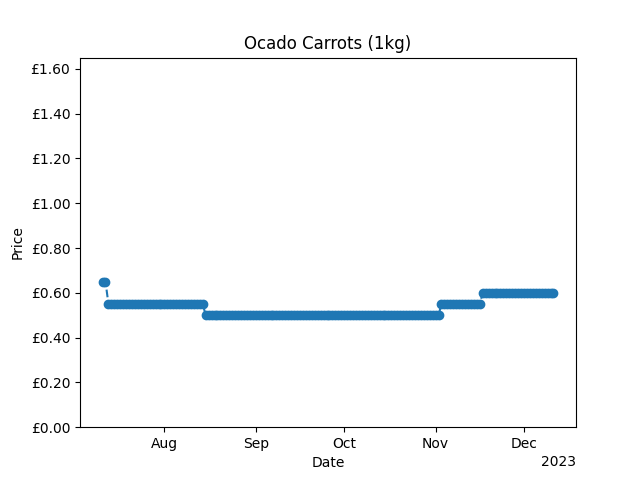 Ocado Carrots (1kg)
£1.60
£1.40
£1.20
£1.00
£0.80
£0.60
£0.40
£0.20
£0.00
Price
Aug Sep Oct Nov Dec
Date
2023